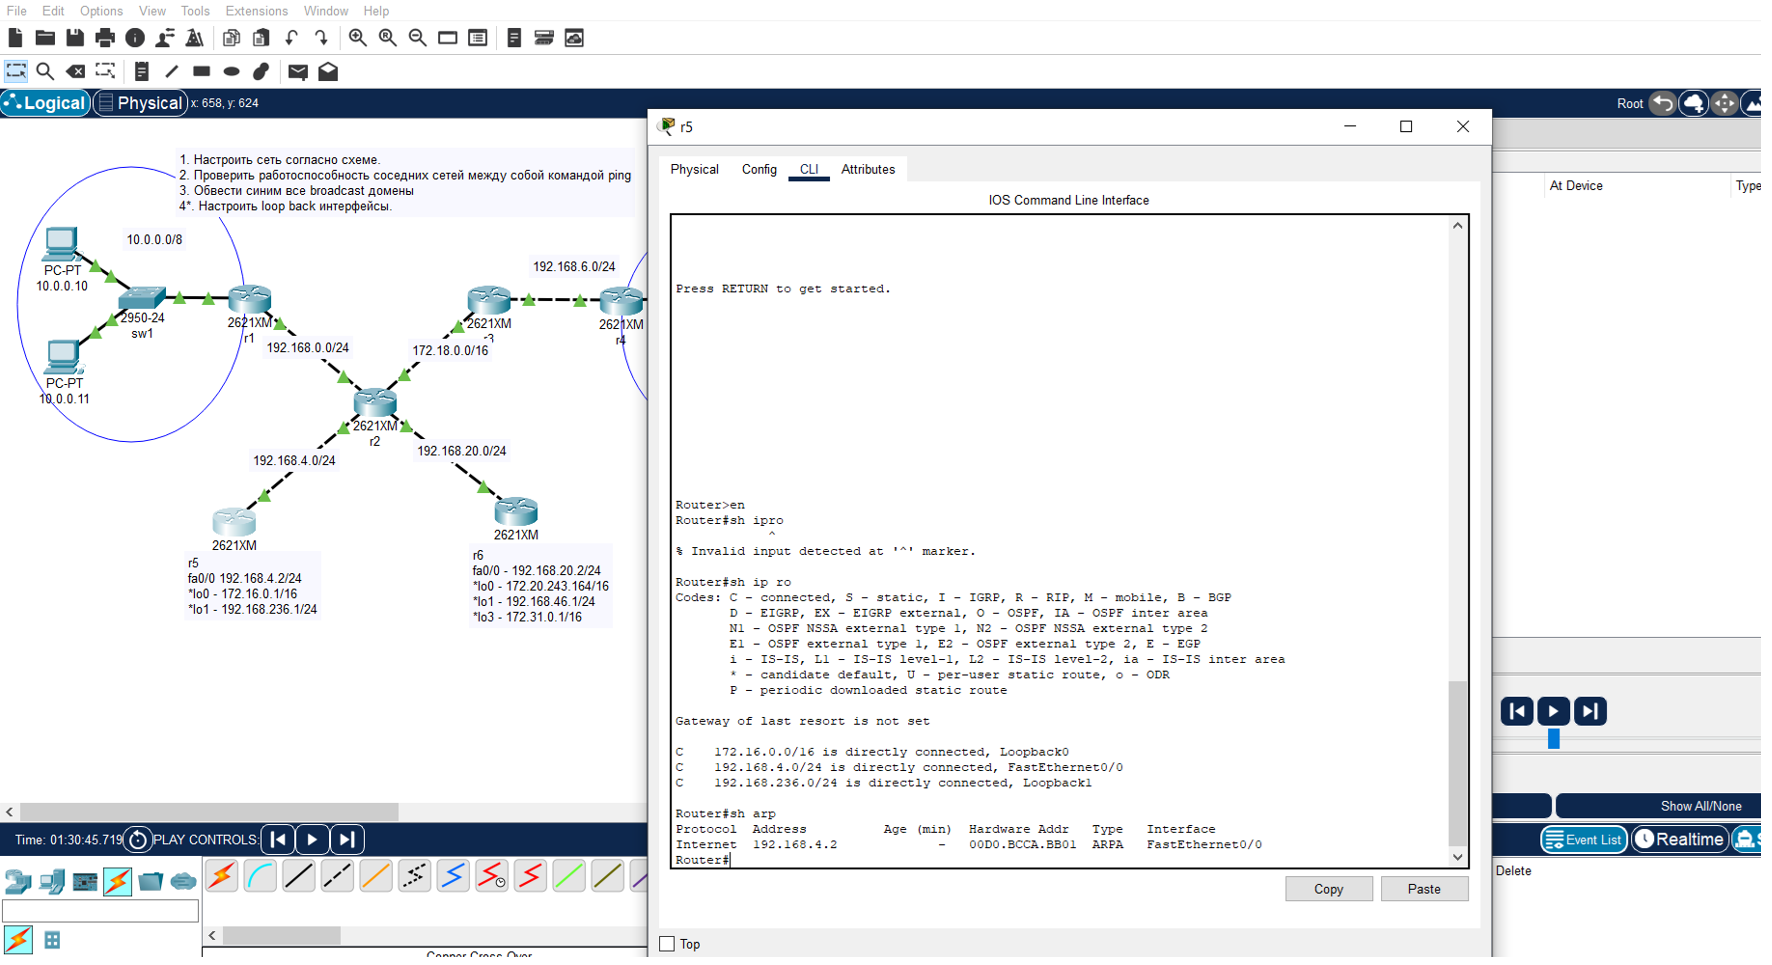 File Edit Options View Tools Extensions Window Help
Logical Physical x: 658, y: 624
Root
1. Настроить сеть согласно схеме.
2. Проверить работоспособность соседних сетей между собой командой ping
3. Обвести синим все broadcast домены
4*. Настроить loop back интерфейсы.
10.0.0.0/8
PC-PT
10.0.0.10
2950-24
sw1
PC-PT
10.0.0.11
2621XM
r1
192.168.0.0/24
192.168.6.0/24
2621XM
r3
2621XM
r4
172.18.0.0/16
2621XM
r2
192.168.4.0/24
192.168.20.0/24
2621XM
r5
fa0/0 192.168.4.2/24
*lo0 - 172.16.0.1/16
*lo1 - 192.168.236.1/24
2621XM
r6
fa0/0 - 192.168.20.2/24
*lo0 - 172.20.243.164/16
*lo1 - 192.168.46.1/24
*lo3 - 172.31.0.1/16
r5
Physical Config CLI Attributes
IOS Command Line Interface
Press RETURN to get started.
Router>en
Router#sh ipro
^
% Invalid input detected at '^' marker.
Router#sh ip ro
Codes: C - connected, S - static, I - IGRP, R - RIP, M - mobile, B - BGP
D - EIGRP, EX - EIGRP external, O - OSPF, IA - OSPF inter area
N1 - OSPF NSSA external type 1, N2 - OSPF NSSA external type 2
E1 - OSPF external type 1, E2 - OSPF external type 2, E - EGP
i - IS-IS, L1 - IS-IS level-1, L2 - IS-IS level-2, ia - IS-IS inter area
* - candidate default, U - per-user static route, o - ODR
P - periodic downloaded static route
Gateway of last resort is not set
C 172.16.0.0/16 is directly connected, Loopback0
C 192.168.4.0/24 is directly connected, FastEthernet0/0
C 192.168.236.0/24 is directly connected, Loopback1
Router#sh arp
Protocol Address Age (min) Hardware Addr Type Interface
Internet 192.168.4.2 - 00D0.BCCA.BB01 ARPA FastEthernet0/0
Router#
Copy Paste
Top
At Device Type
Show All/None
Event List Realtime S
Delete
Time: 01:30:45.719 PLAY CONTROLS:
Copper Cross-Over